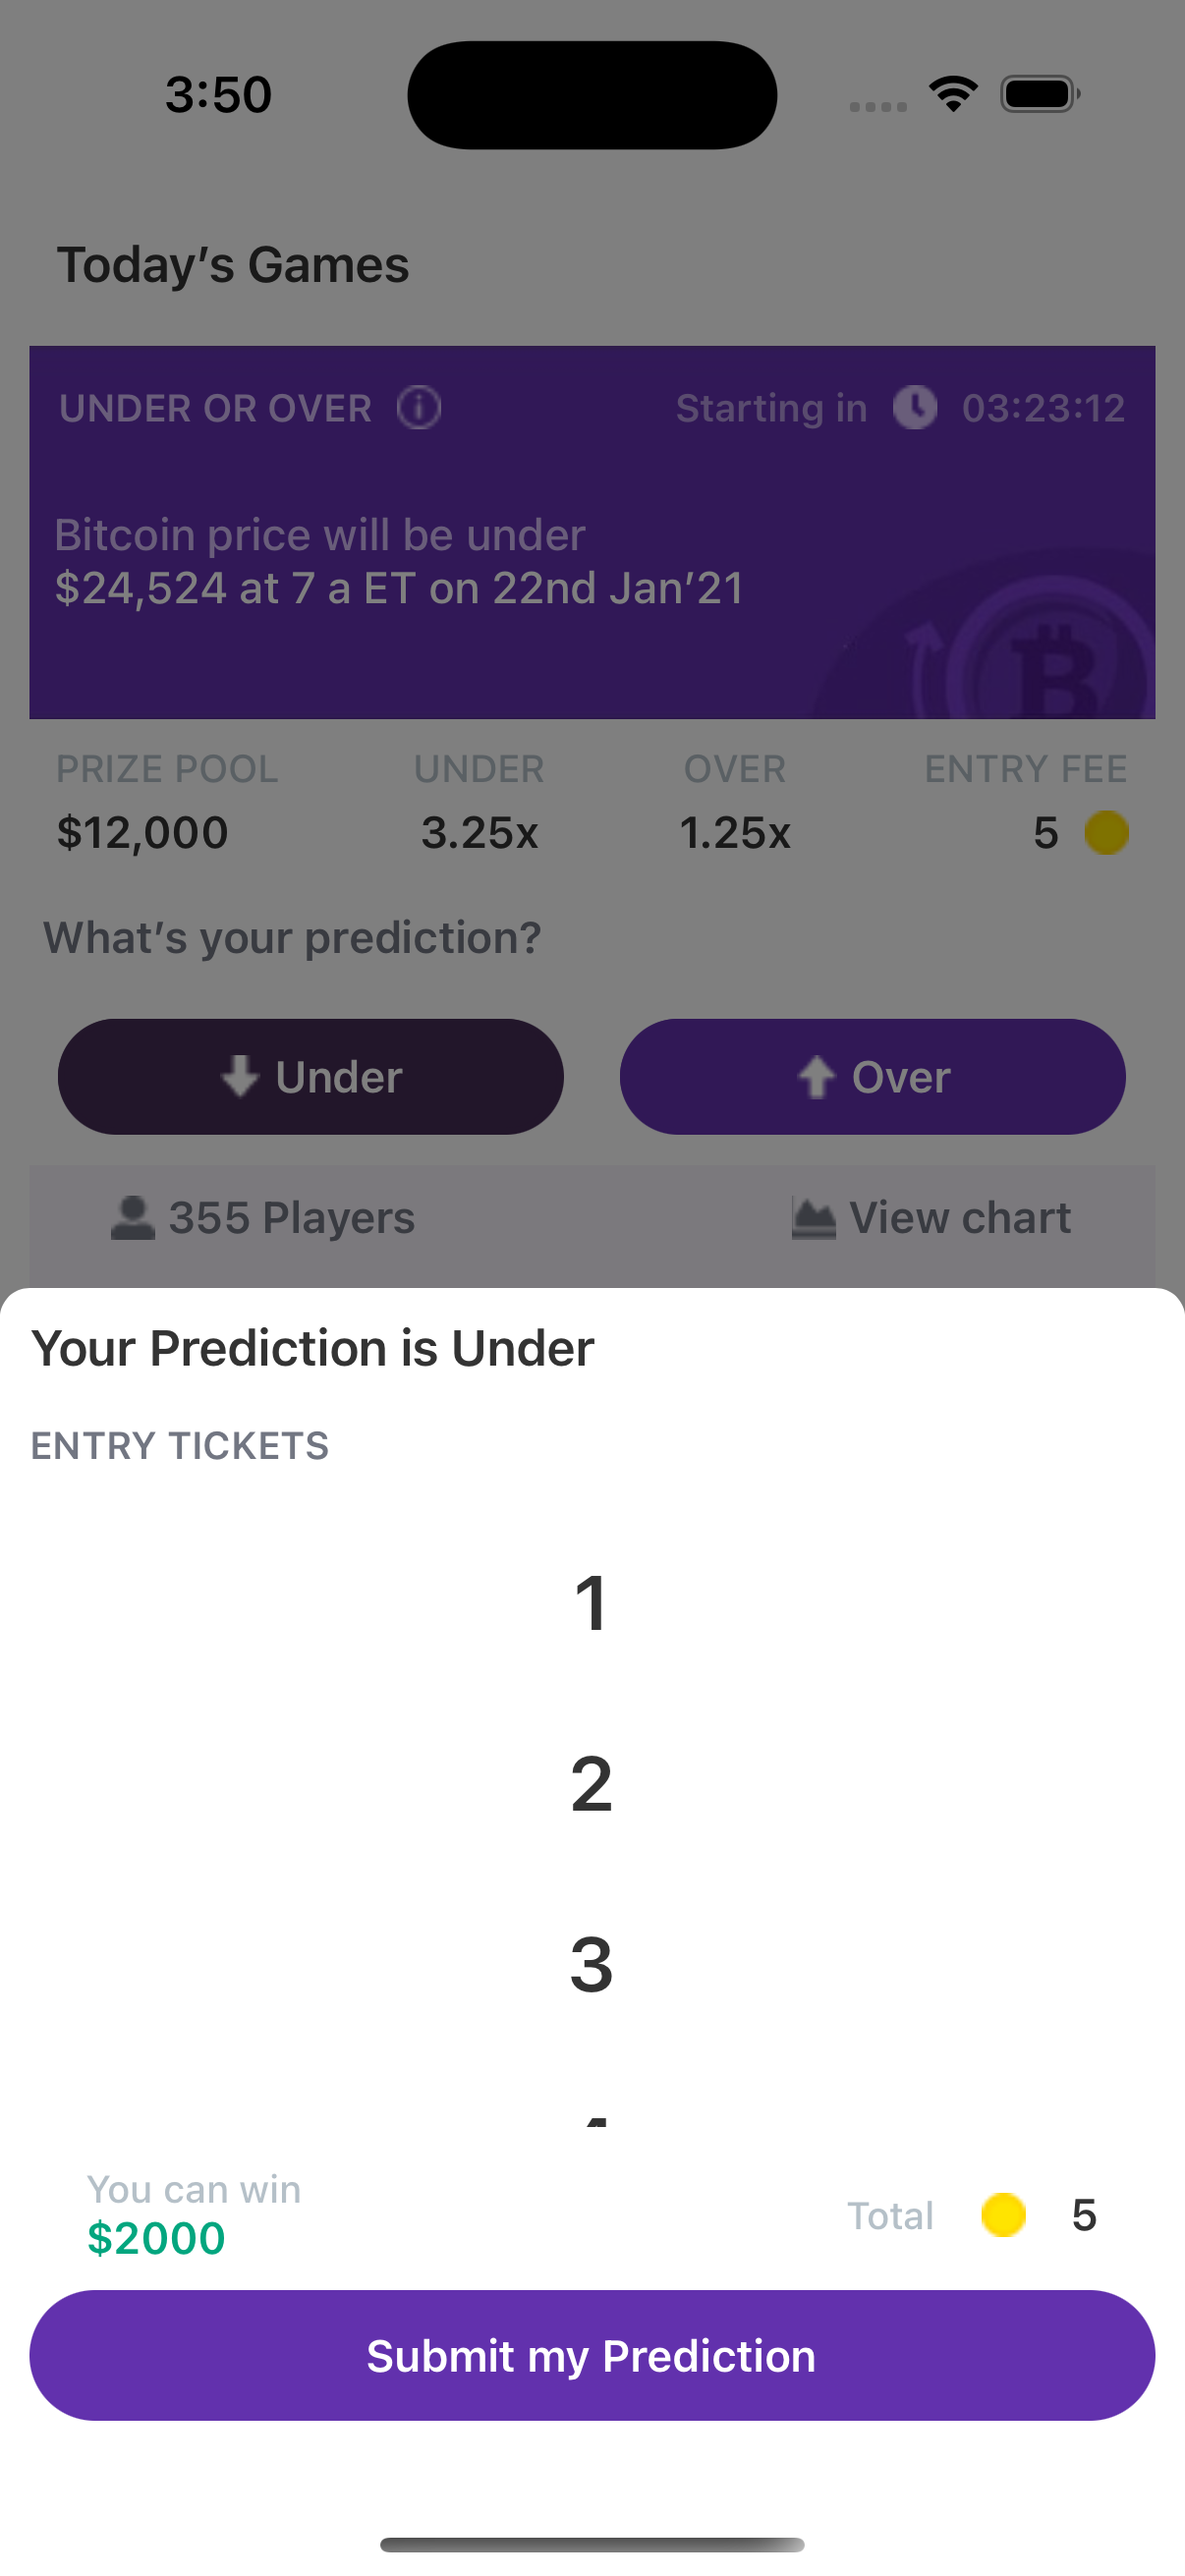 3:50
Today’s Games
UNDER OR OVER
Starting in 03:23:12
Bitcoin price will be under
$24,524 at 7 a ET on 22nd Jan’21
PRIZE POOL UNDER OVER ENTRY FEE
$12,000 3.25x 1.25x 5
What’s your prediction?
Under Over
355 Players View chart
Your Prediction is Under
ENTRY TICKETS
1
2
3
You can win
$2000
Total 5
Submit my Prediction